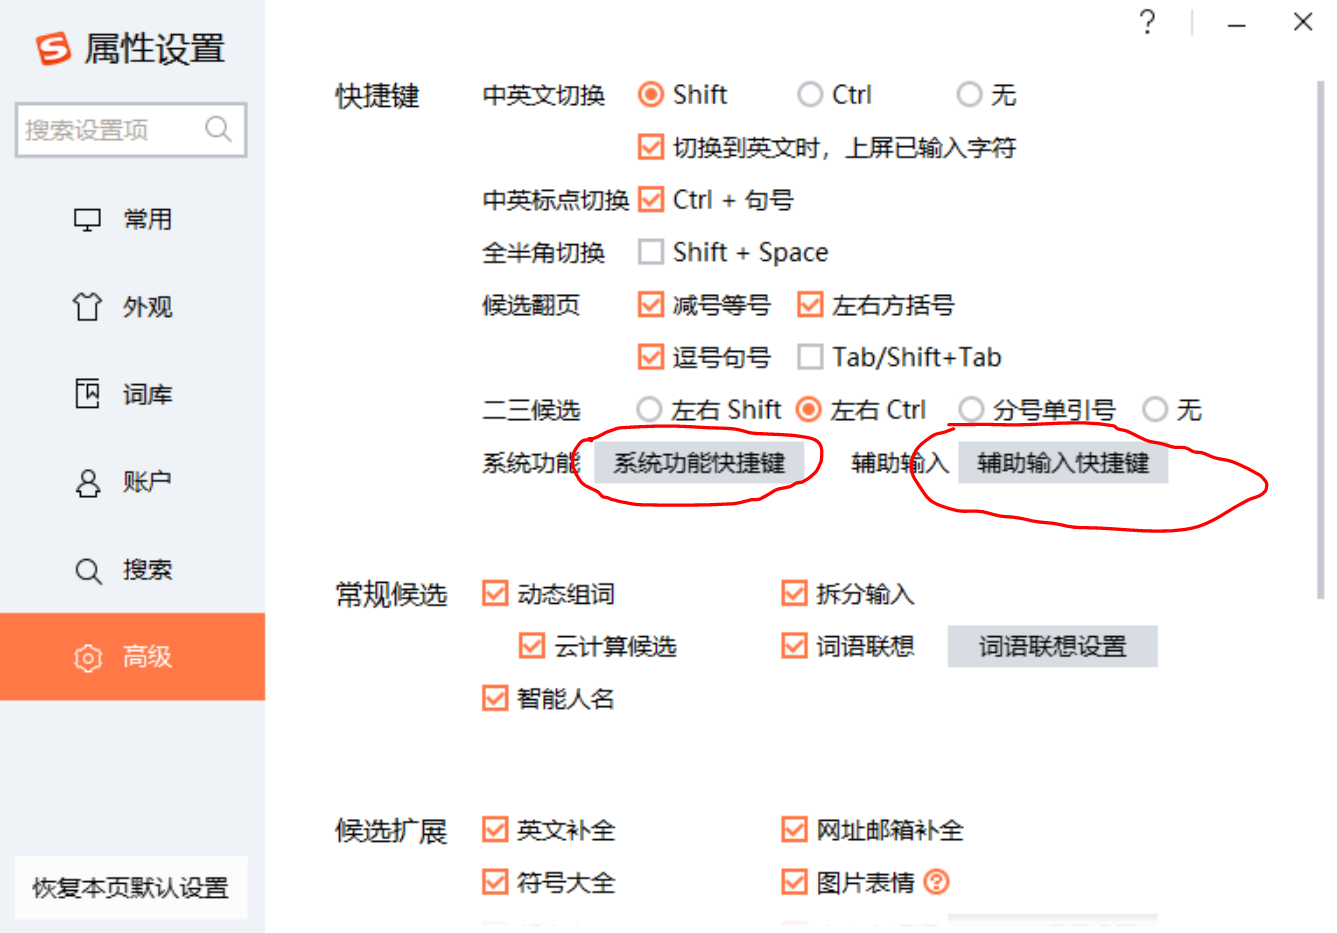 属性设置
搜索设置项
常用
外观
词库
账户
搜索
高级
恢复本页默认设置
快捷键 中英文切换 Shift Ctrl 无
切换到英文时，上屏已输入字符
中英标点切换 Ctrl + 句号
全半角切换 Shift + Space
候选翻页 减号等号 左右方括号
逗号句号 Tab/Shift+Tab
二三候选 左右 Shift 左右 Ctrl 分号单引号 无
系统功能 系统功能快捷键 辅助输入 辅助输入快捷键
常规候选 动态组词 拆分输入
云计算候选 词语联想 词语联想设置
智能人名
候选扩展 英文补全 网址邮箱补全
符号大全 图片表情